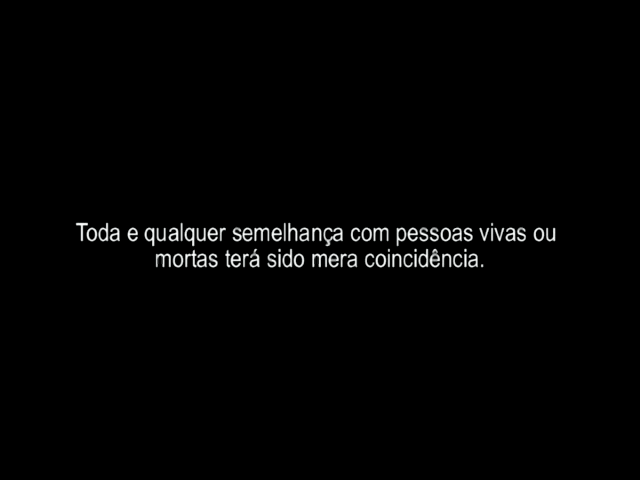 Toda e qualquer semelhança com pessoas vivas ou
mortas terá sido mera coincidência.